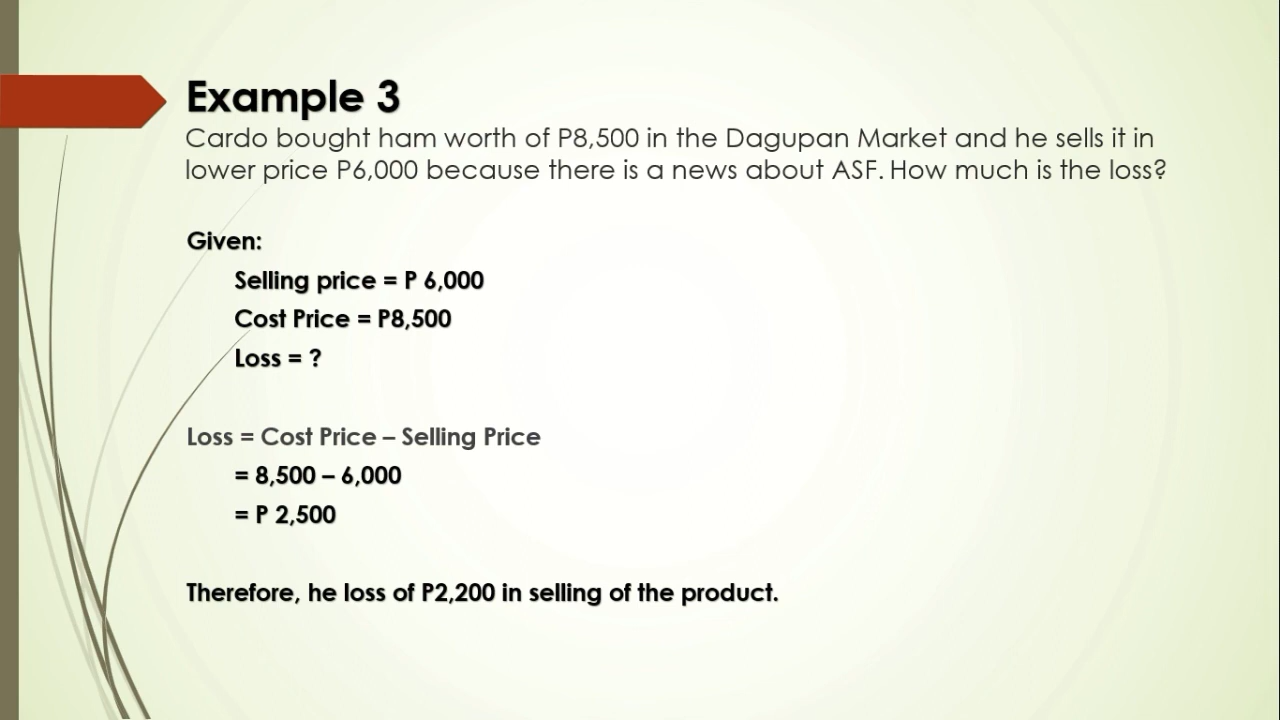 Example 3
Cardo bought ham worth of P8,500 in the Dagupan Market and he sells it in
lower price P6,000 because there is a news about ASF. How much is the loss?
Given:
Selling price = P 6,000
Cost Price = P8,500
Loss = ?
Loss = Cost Price – Selling Price
= 8,500 – 6,000
= P 2,500
Therefore, he loss of P2,200 in selling of the product.